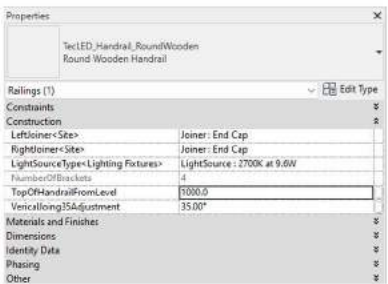 Properties
TecLED_Handrail_RoundWooden
Round Wooden Handrail
Railings (1)
Edit Type
Constraints
Construction
LeftJoiner<Site> Joiner : End Cap
RightJoiner<Site> Joiner : End Cap
LightSourceType<Lighting Fixtures> LightSource : 2700K at 9.6W
NumberOfBrackets 4
TopOfHandrailFromLevel 1000.0
VericalJoing35Adjustment 35.00°
Materials and Finishes
Dimensions
Identity Data
Phasing
Other